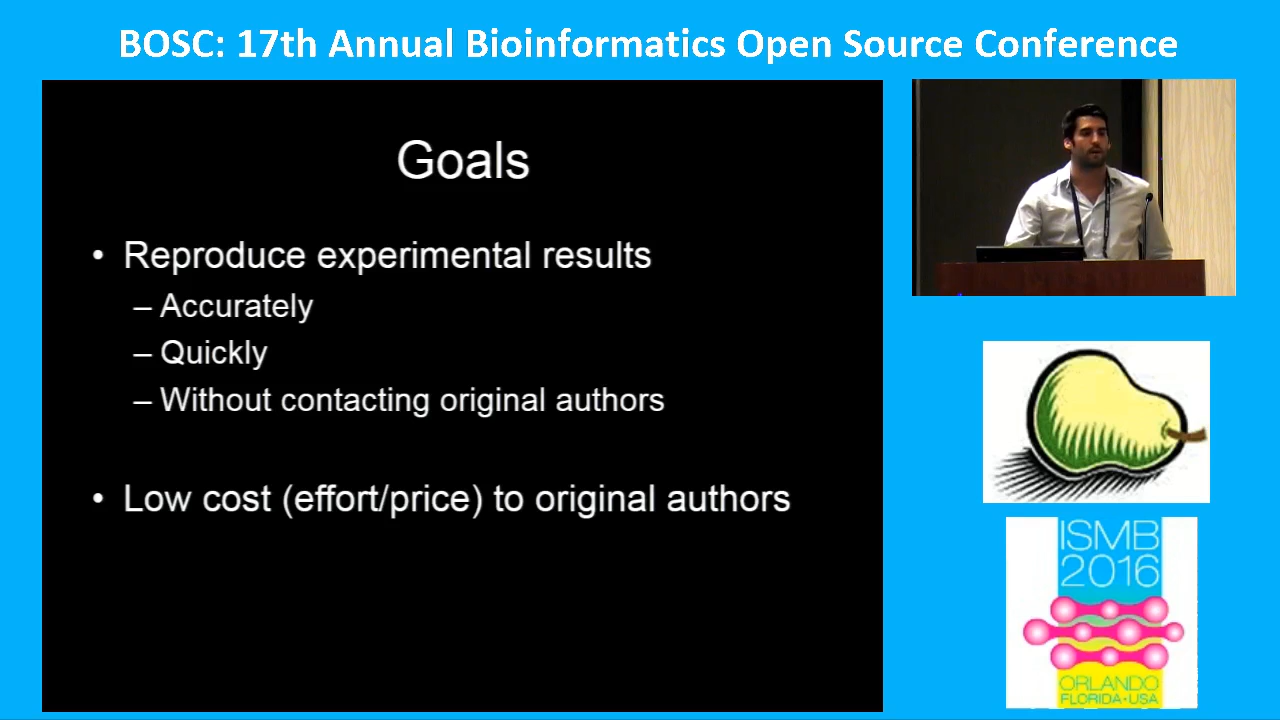 BOSC: 17th Annual Bioinformatics Open Source Conference
Goals
• Reproduce experimental results
– Accurately
– Quickly
– Without contacting original authors
• Low cost (effort/price) to original authors
ISMB
2016
ORLANDO
FLORIDA•USA